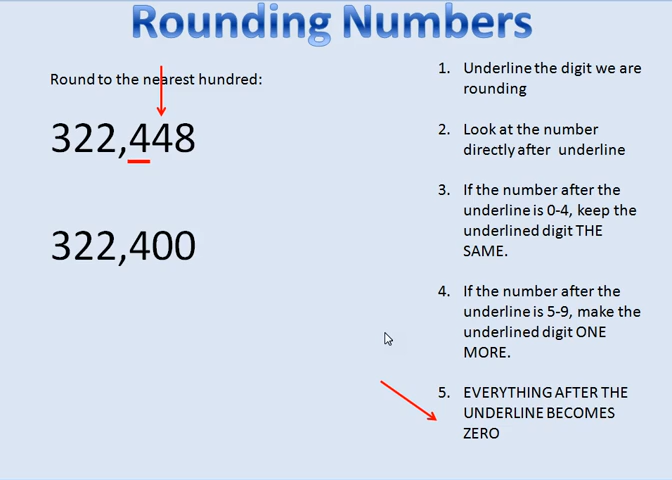 Rounding Numbers
Round to the nearest hundred:
322,448
322,400
1. Underline the digit we are
rounding
2. Look at the number
directly after underline
3. If the number after the
underline is 0-4, keep the
underlined digit THE
SAME.
4. If the number after the
underline is 5-9, make the
underlined digit ONE
MORE.
5. EVERYTHING AFTER THE
UNDERLINE BECOMES
ZERO